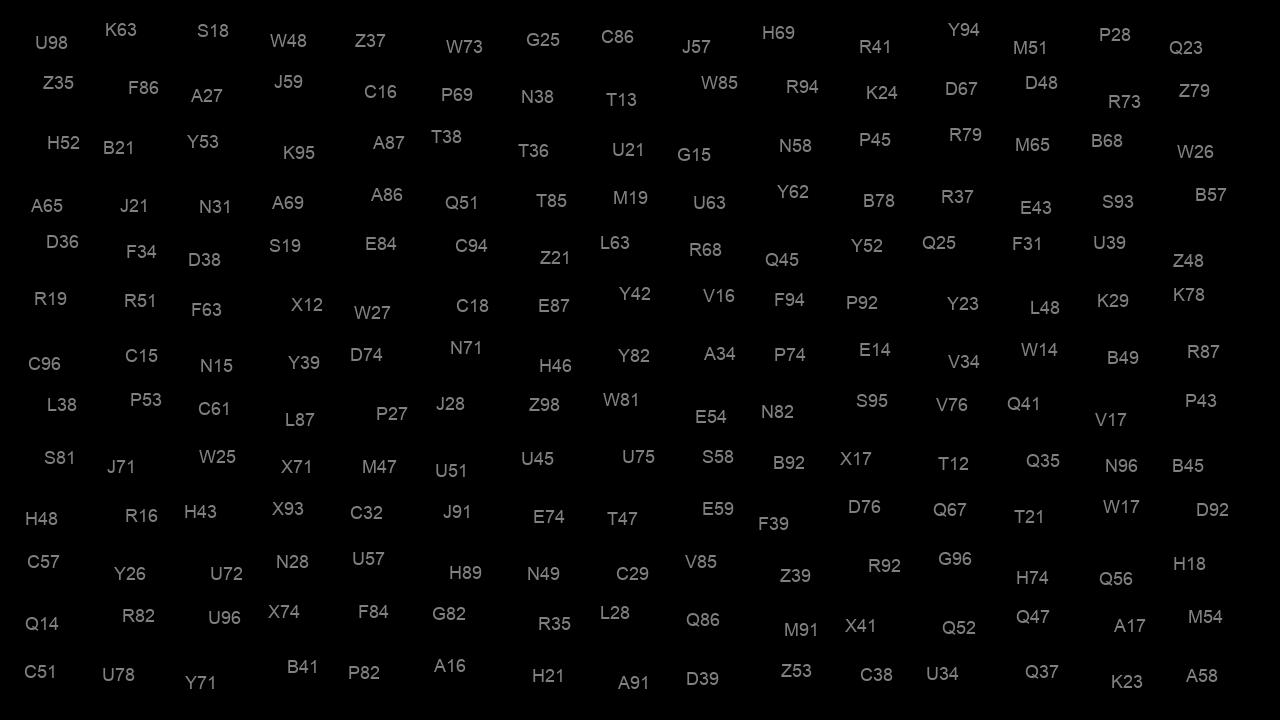 U98 K63 S18 W48 Z37 W73 G25 C86 J57 H69 R41 Y94 M51 P28 Q23
Z35 F86 A27 J59 C16 P69 N38 T13 W85 R94 K24 D67 D48 R73 Z79
H52 B21 Y53 K95 A87 T38 T36 U21 G15 N58 P45 R79 M65 B68 W26
A65 J21 N31 A69 A86 Q51 T85 M19 U63 Y62 B78 R37 E43 S93 B57
D36 F34 D38 S19 E84 C94 Z21 L63 R68 Q45 Y52 Q25 F31 U39 Z48
R19 R51 F63 X12 W27 C18 E87 Y42 V16 F94 P92 Y23 L48 K29 K78
C96 C15 N15 Y39 D74 N71 H46 Y82 A34 P74 E14 V34 W14 B49 R87
L38 P53 C61 L87 P27 J28 Z98 W81 E54 N82 S95 V76 Q41 V17 P43
S81 J71 W25 X71 M47 U51 U45 U75 S58 B92 X17 T12 Q35 N96 B45
H48 R16 H43 X93 C32 J91 E74 T47 E59 F39 D76 Q67 T21 W17 D92
C57 Y26 U72 N28 U57 H89 N49 C29 V85 Z39 R92 G96 H74 Q56 H18
Q14 R82 U96 X74 F84 G82 R35 L28 Q86 M91 X41 Q52 Q47 A17 M54
C51 U78 Y71 B41 P82 A16 H21 A91 D39 Z53 C38 U34 Q37 K23 A58